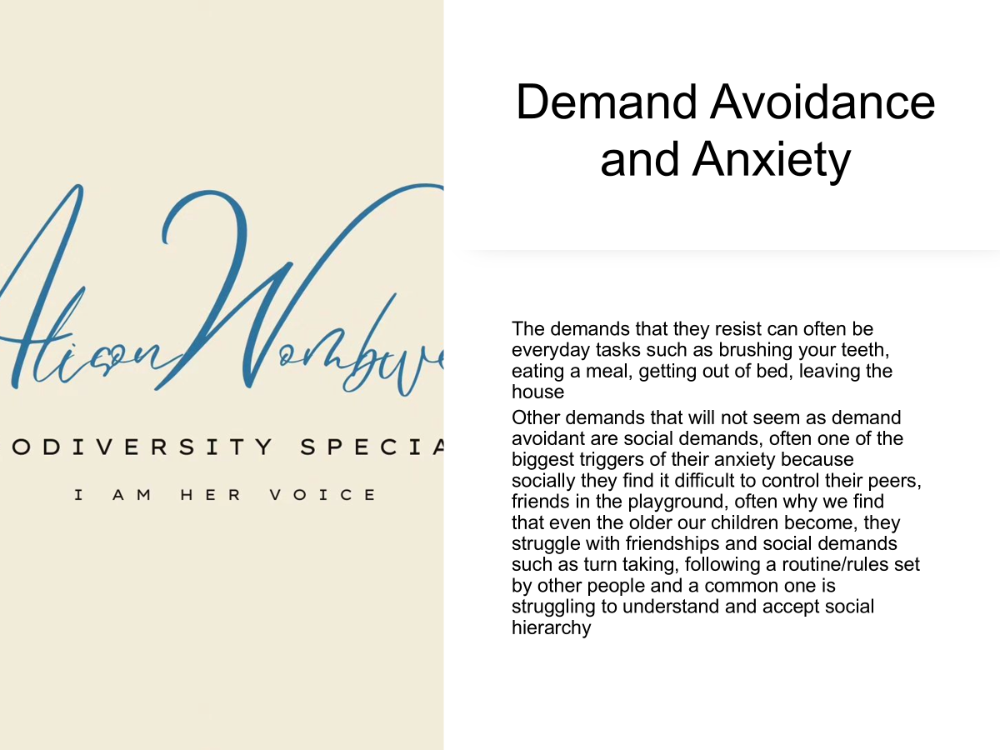 Alison Wombwe
ODIVERSITY SPECIA
I AM HER VOICE
Demand Avoidance
and Anxiety
The demands that they resist can often be
everyday tasks such as brushing your teeth,
eating a meal, getting out of bed, leaving the
house
Other demands that will not seem as demand
avoidant are social demands, often one of the
biggest triggers of their anxiety because
socially they find it difficult to control their peers,
friends in the playground, often why we find
that even the older our children become, they
struggle with friendships and social demands
such as turn taking, following a routine/rules set
by other people and a common one is
struggling to understand and accept social
hierarchy